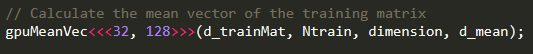 // Calculate the mean vector of the training matrix
gpuMeanVec<<<32, 128>>>(d_trainMat, Ntrain, dimension, d_mean);